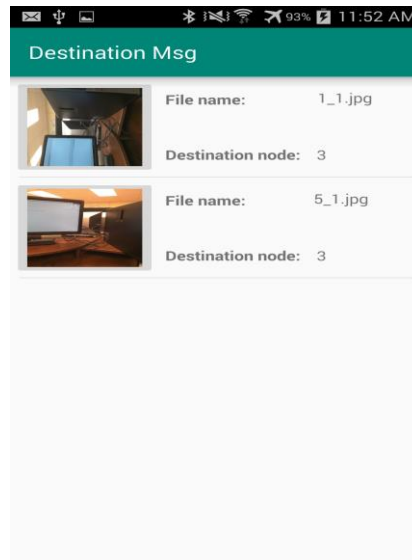 93% 11:52 AM
Destination Msg
File name: 1_1.jpg
Destination node: 3
File name: 5_1.jpg
Destination node: 3